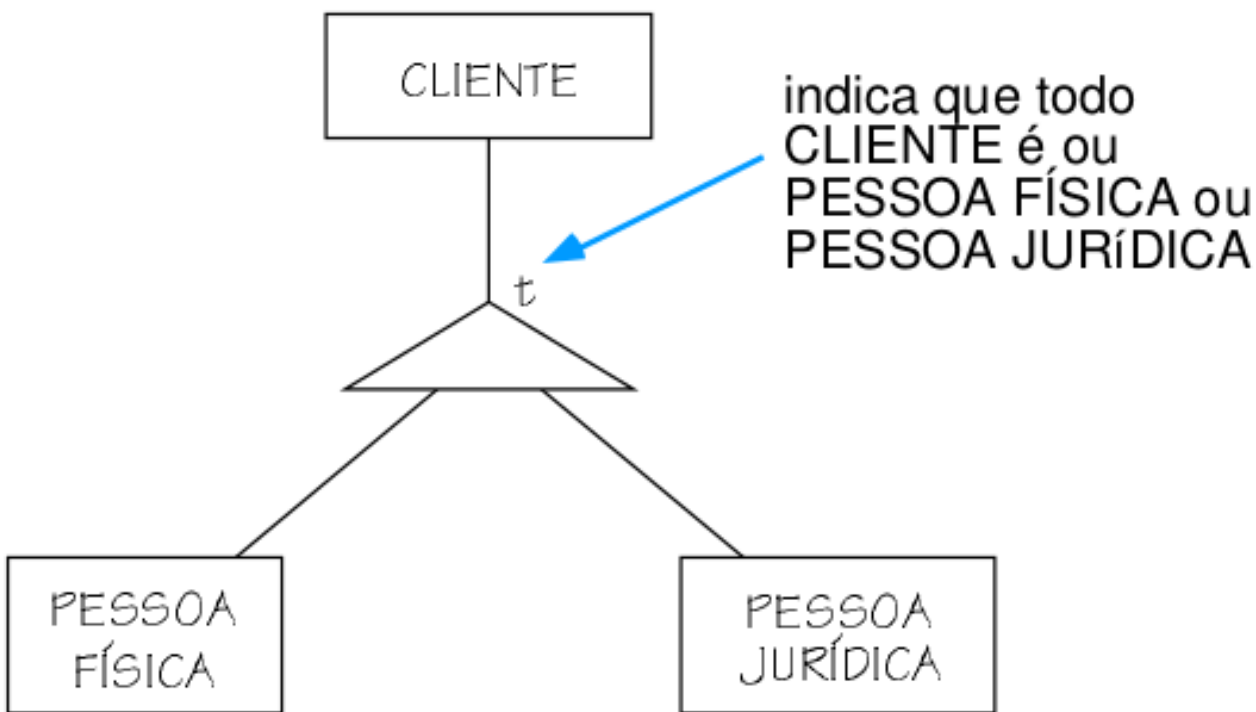 CLIENTE
indica que todo
CLIENTE é ou
PESSOA FÍSICA ou
PESSOA JURíDICA
t
PESSOA
FÍSICA
PESSOA
JURÍDICA